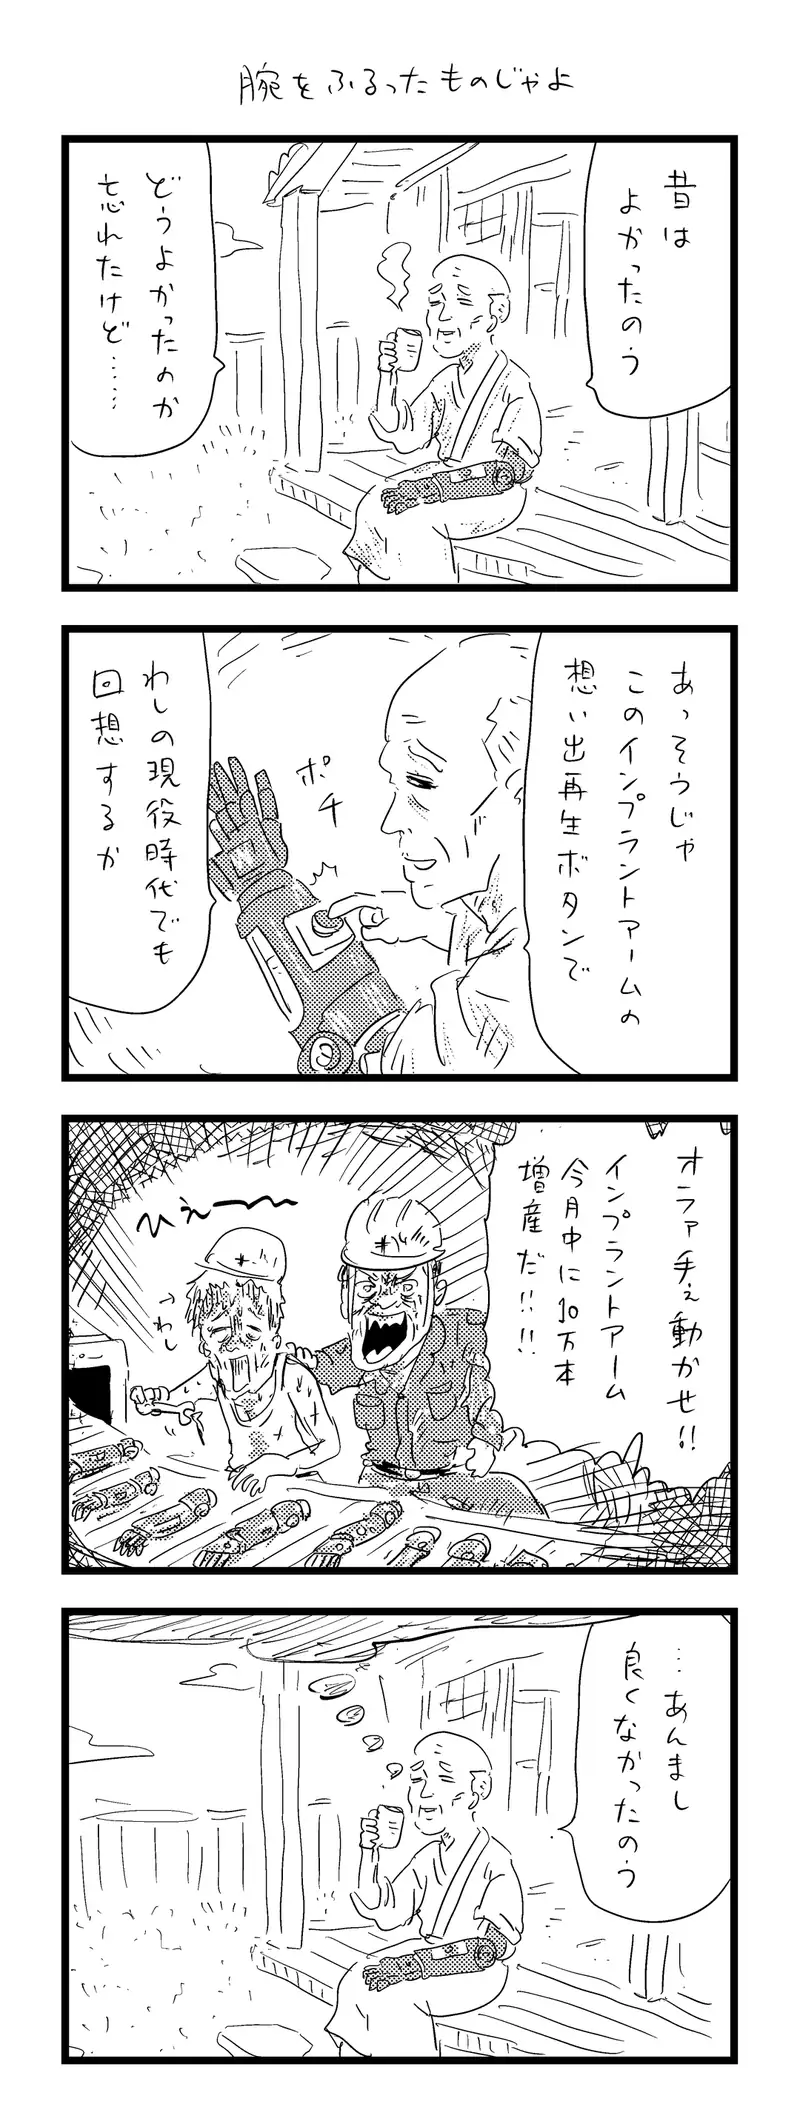 腕をふるったものじゃよ
昔は
よかったのう
どうよかったのか
忘れたけど……
あっそうじゃ
このインプラントアームの
想い出再生ボタンで
ポチ
わしの現役時代でも
回想するか
オラァ手ぇ動かせ!!
インプラントアーム
今月中に10万本
増産だ!!!
ひぇーー
→わし
…あんまし
良くなかったのう